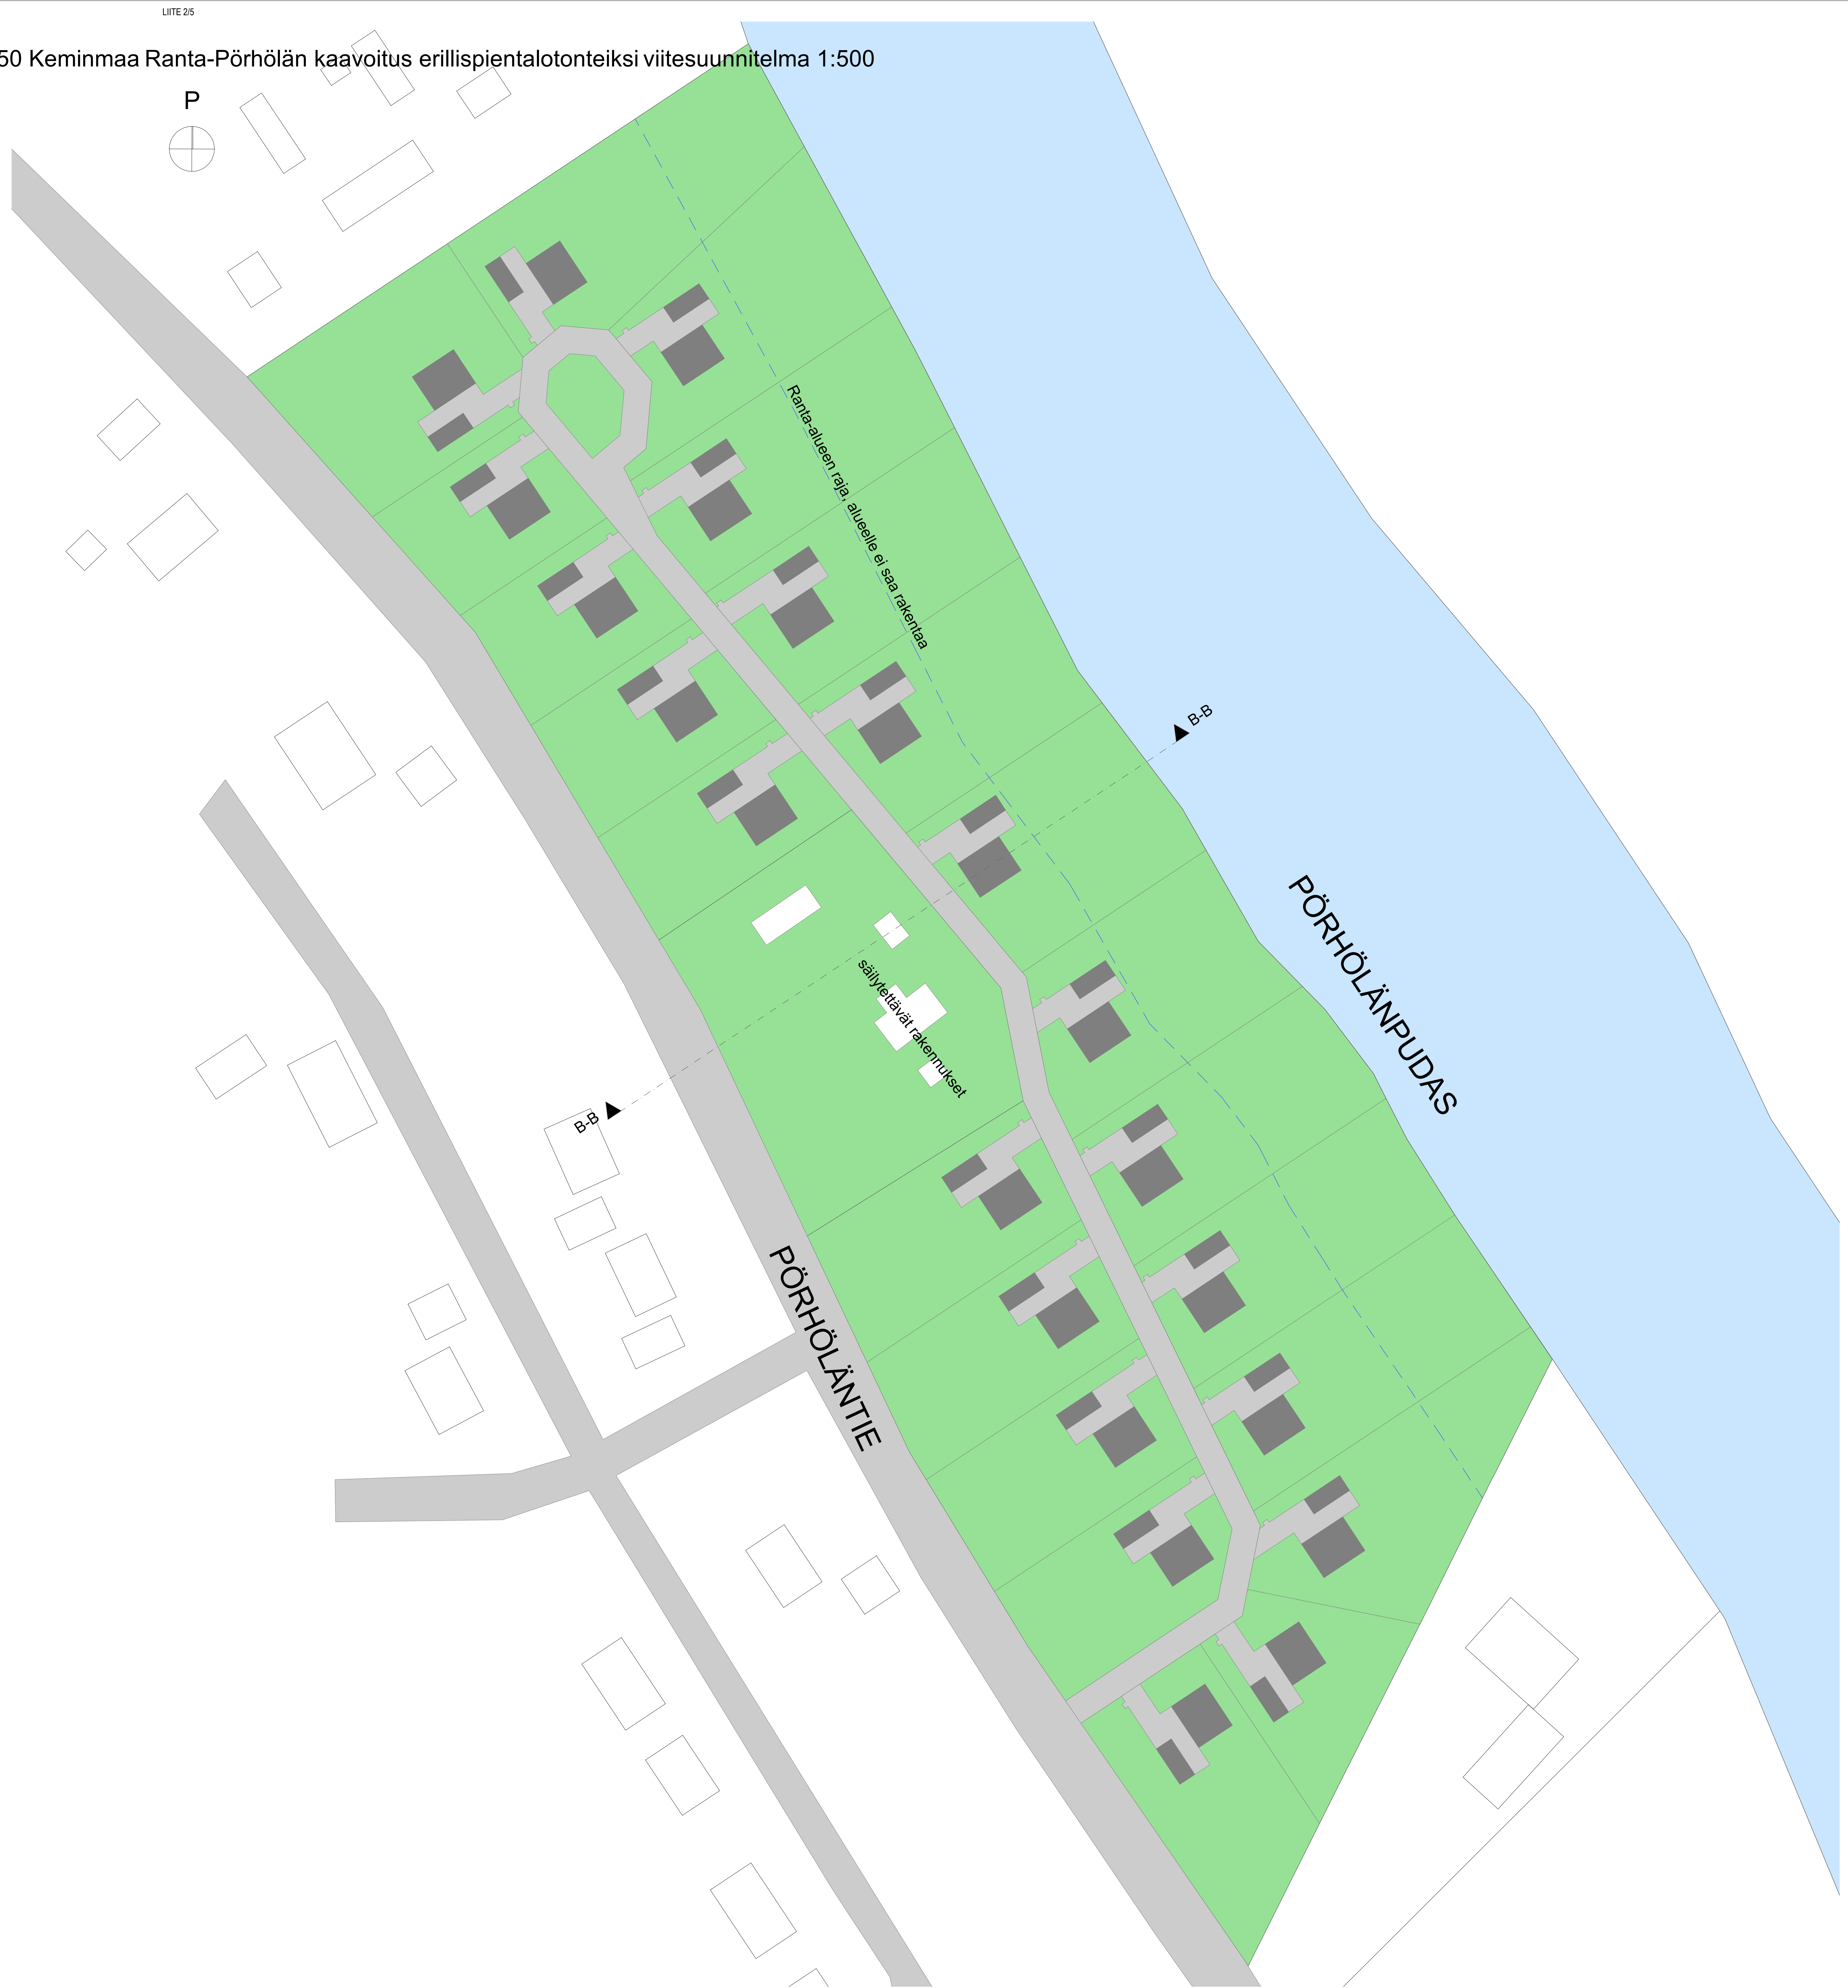 LIITE 2/5
50 Keminmaa Ranta-Pörhölän kaavoitus erillispientalotonteiksi viitesuunnitelma 1:500
P
Ranta-alueen raja, alueelle ei saa rakentaa
B-B
PÖRHÖLÄNPUDAS
säilytettävät rakennukset
B-B
PÖRHÖLÄNTIE